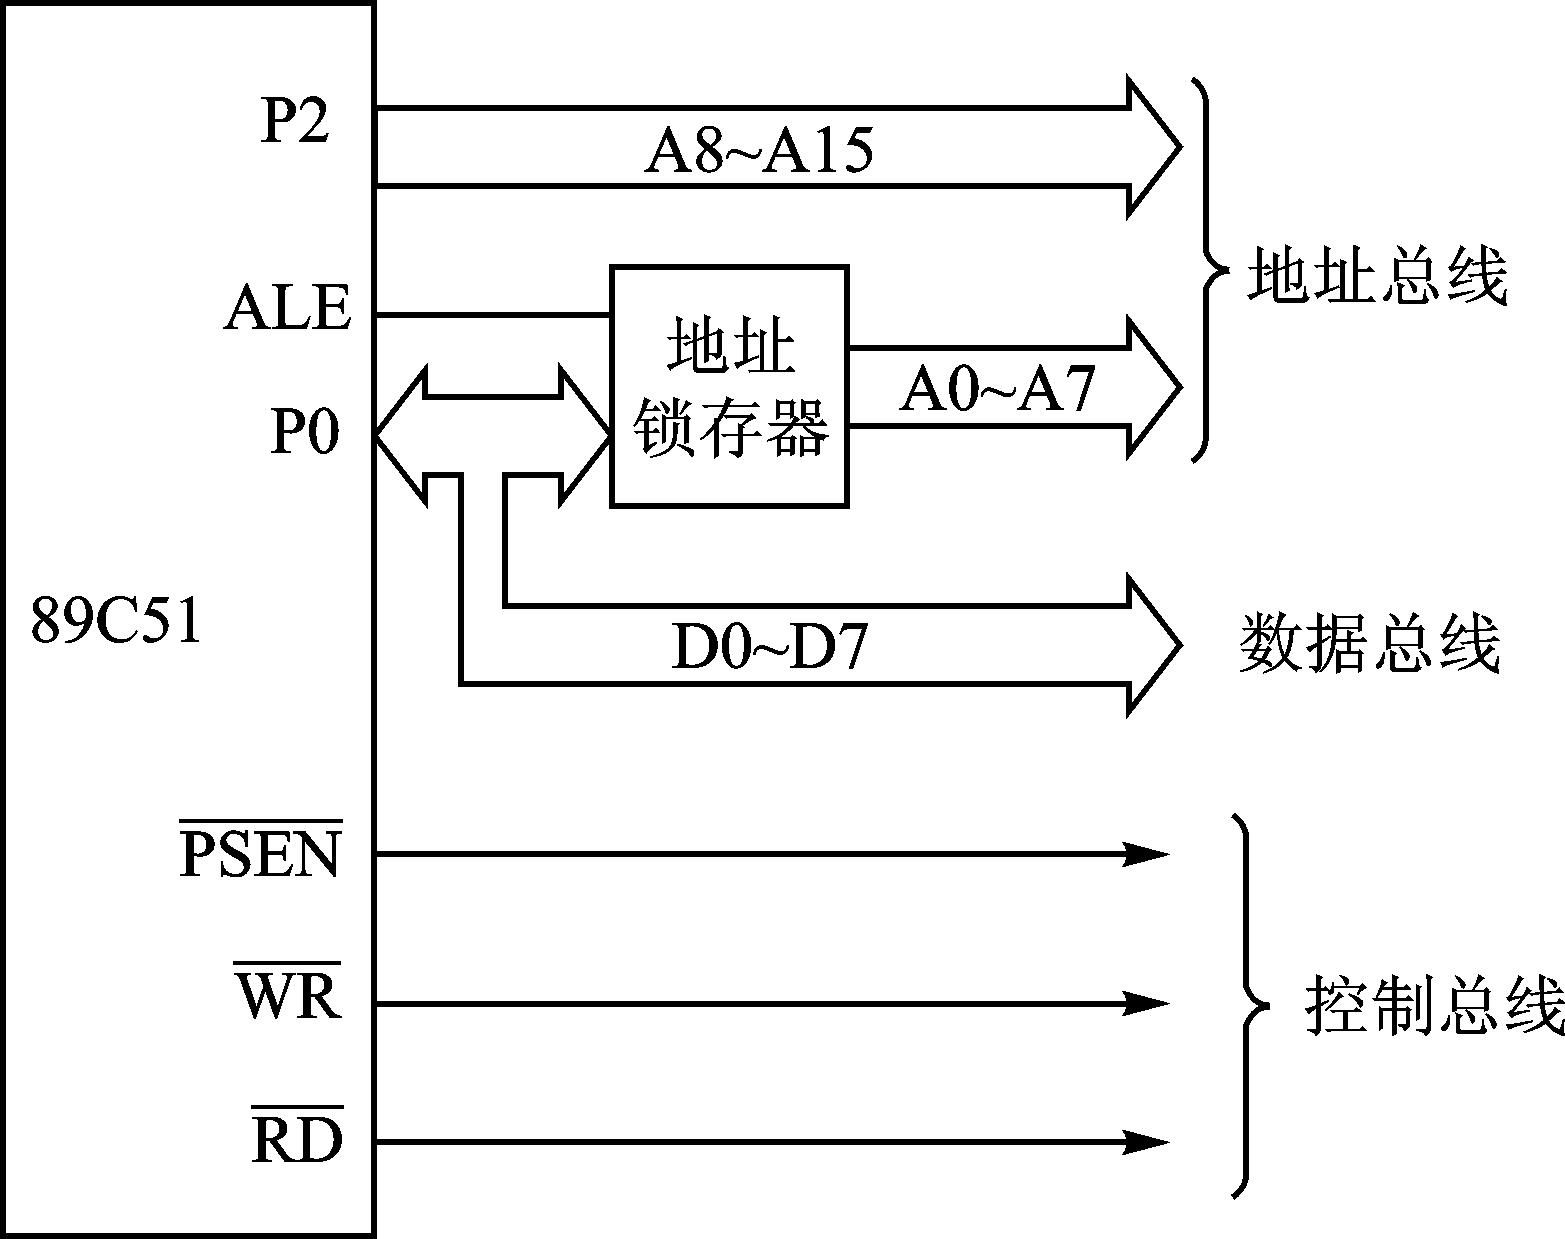 P2
A8~A15
地址总线
ALE
地址
锁存器
A0~A7
P0
89C51
D0~D7
数据总线
PSEN
WR
控制总线
RD